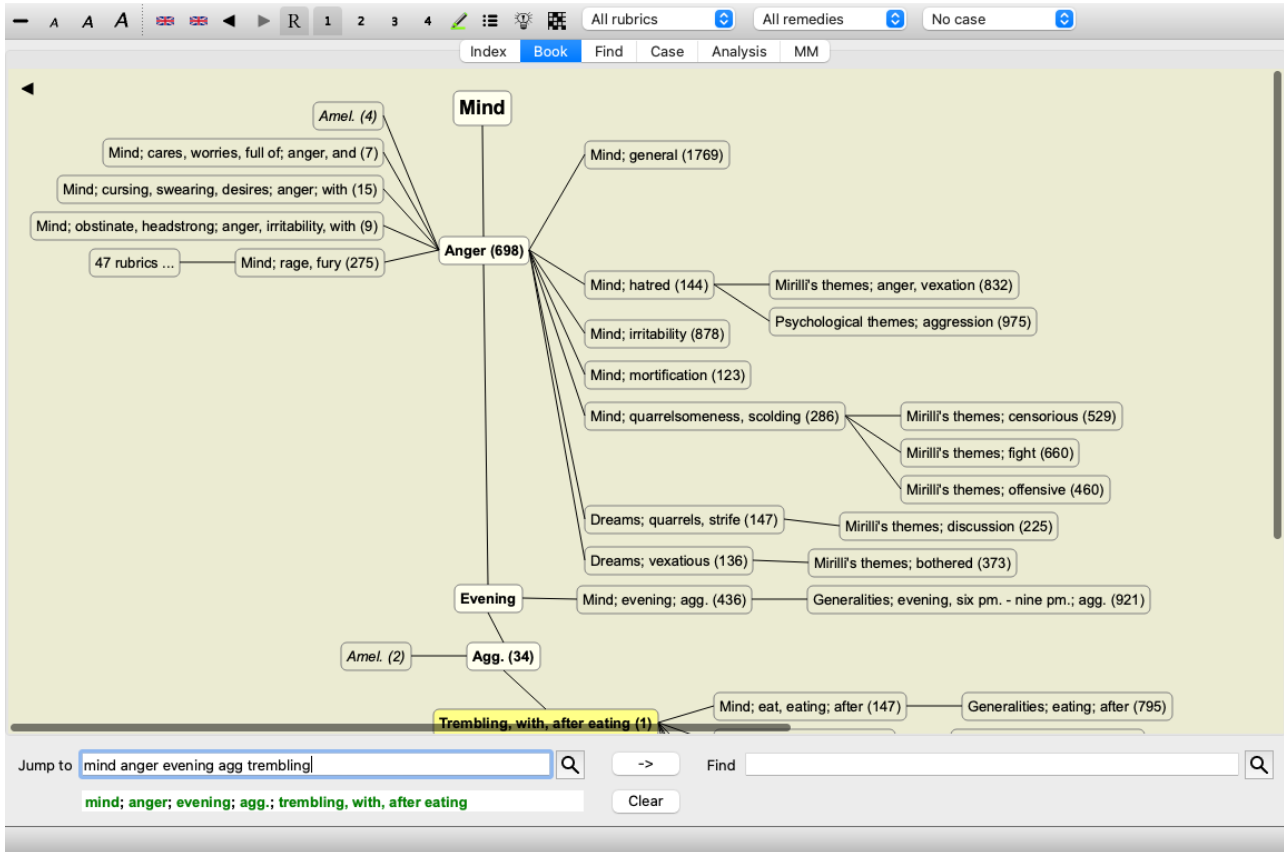 A A A R 1 2 3 4 All rubrics All remedies No case
Index Book Find Case Analysis MM
Mind
Amel. (4)
Mind; cares, worries, full of; anger, and (7)
Mind; general (1769)
Mind; cursing, swearing, desires; anger; with (15)
Mind; obstinate, headstrong; anger, irritability, with (9)
Anger (698)
47 rubrics ... Mind; rage, fury (275)
Mind; hatred (144) Mirilli's themes; anger, vexation (832)
Psychological themes; aggression (975)
Mind; irritability (878)
Mind; mortification (123)
Mind; quarrelsomeness, scolding (286) Mirilli's themes; censorious (529)
Mirilli's themes; fight (660)
Mirilli's themes; offensive (460)
Dreams; quarrels, strife (147) Mirilli's themes; discussion (225)
Dreams; vexatious (136) Mirilli's themes; bothered (373)
Evening Mind; evening; agg. (436) Generalities; evening, six pm. - nine pm.; agg. (921)
Amel. (2) Agg. (34)
Trembling, with, after eating (1) Mind; eat, eating; after (147) Generalities; eating; after (795)
Jump to mind anger evening agg trembling -> Find
mind; anger; evening; agg.; trembling, with, after eating Clear